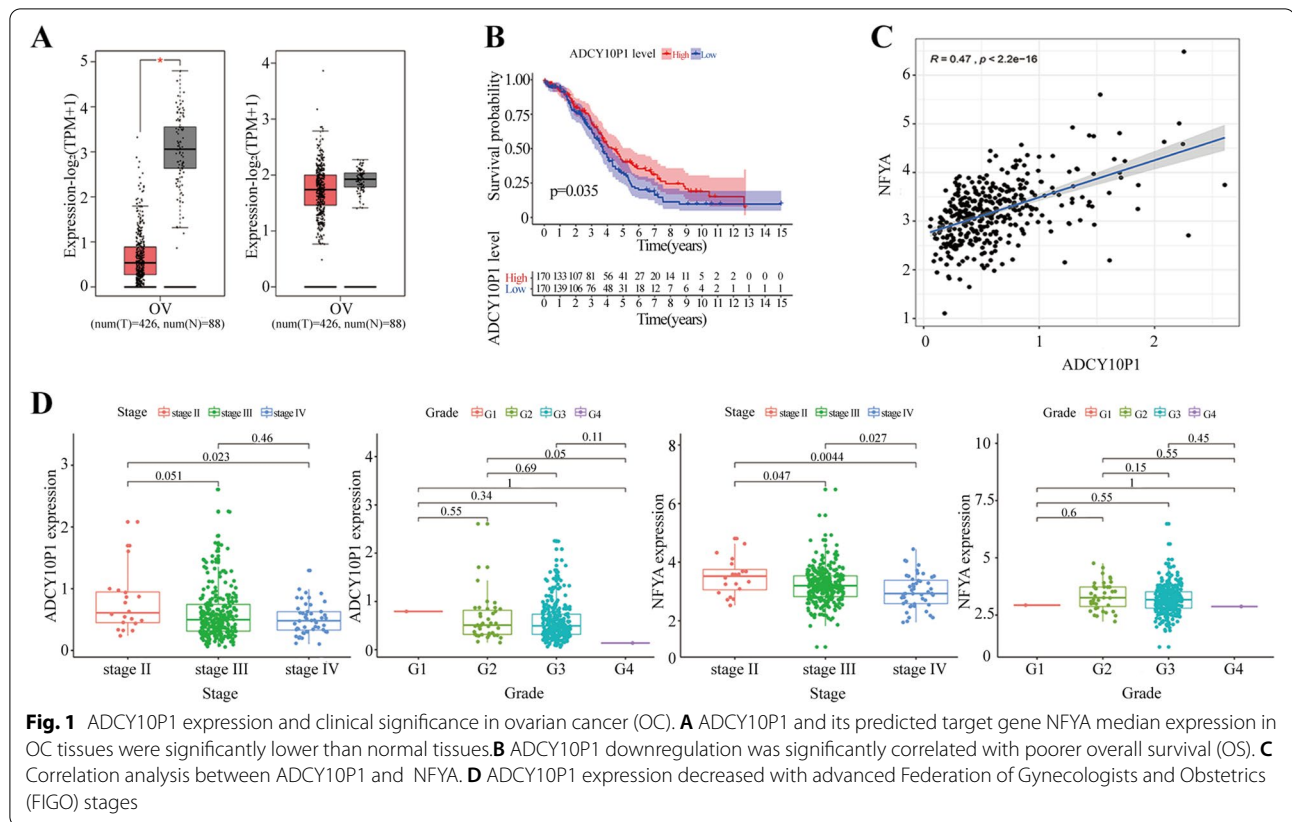 A
Expression-log₂(TPM+1)
5
4
3
2
1
0
*
OV
(num(T)=426, num(N)=88)
Expression-log₂(TPM+1)
4
3
2
1
0
OV
(num(T)=426, num(N)=88)
B
ADCY10P1 level High Low
Survival probability
1.00
0.75
0.50
0.25
0
p=0.035
0 1 2 3 4 5 6 7 8 9 10 11 12 13 14 15
Time(years)
ADCY10P1 level
High 170 133 107 81 56 41 27 20 14 11 5 2 2 0 0 0
Low 170 139 106 76 48 31 18 12 7 6 4 2 1 1 1 1
0 1 2 3 4 5 6 7 8 9 10 11 12 13 14 15
Time(years)
C
R = 0.47 , p < 2.2e−16
NFYA
6
5
4
3
2
1
0 1 2
ADCY10P1
D
Stage stage II stage III stage IV
ADCY10P1 expression
3
2
1
0
0.46
0.023
0.051
stage II stage III stage IV
Stage
Grade G1 G2 G3 G4
ADCY10P1 expression
4
3
2
1
0
0.11
0.05
0.69
1
0.34
0.55
G1 G2 G3 G4
Grade
Stage stage II stage III stage IV
NFYA expression
8
6
4
2
0
0.027
0.0044
0.047
stage II stage III stage IV
Stage
Grade G1 G2 G3 G4
NFYA expression
10
7.5
5
2.5
0
0.45
0.55
0.15
1
0.55
0.6
G1 G2 G3 G4
Grade
Fig. 1 ADCY10P1 expression and clinical significance in ovarian cancer (OC). A ADCY10P1 and its predicted target gene NFYA median expression in
OC tissues were significantly lower than normal tissues.B ADCY10P1 downregulation was significantly correlated with poorer overall survival (OS). C
Correlation analysis between ADCY10P1 and NFYA. D ADCY10P1 expression decreased with advanced Federation of Gynecologists and Obstetrics
(FIGO) stages